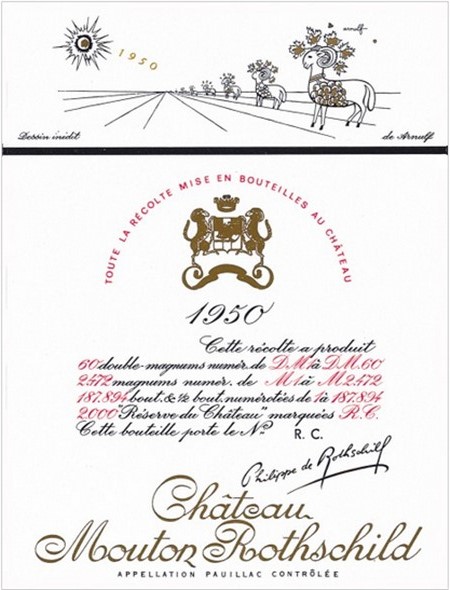 1950
arnulf
Dessin inédit
de Arnulf
TOUTE LA RÉCOLTE MISE EN BOUTEILLES AU CHÂTEAU
1950
Cette récolte a produit
60 double-magnums numér. de DM.1 à DM.60
2472 magnums numér. de M1 à M2.472
187.894 bout. & ½ bout. numérotées de 1 à 187.894
2000 "Réserve du Château" marquées R.C.
Cette bouteille porte le No. R. C.
Philippe de Rothschild
Château
Mouton Rothschild
APPELLATION PAUILLAC CONTRÔLÉE